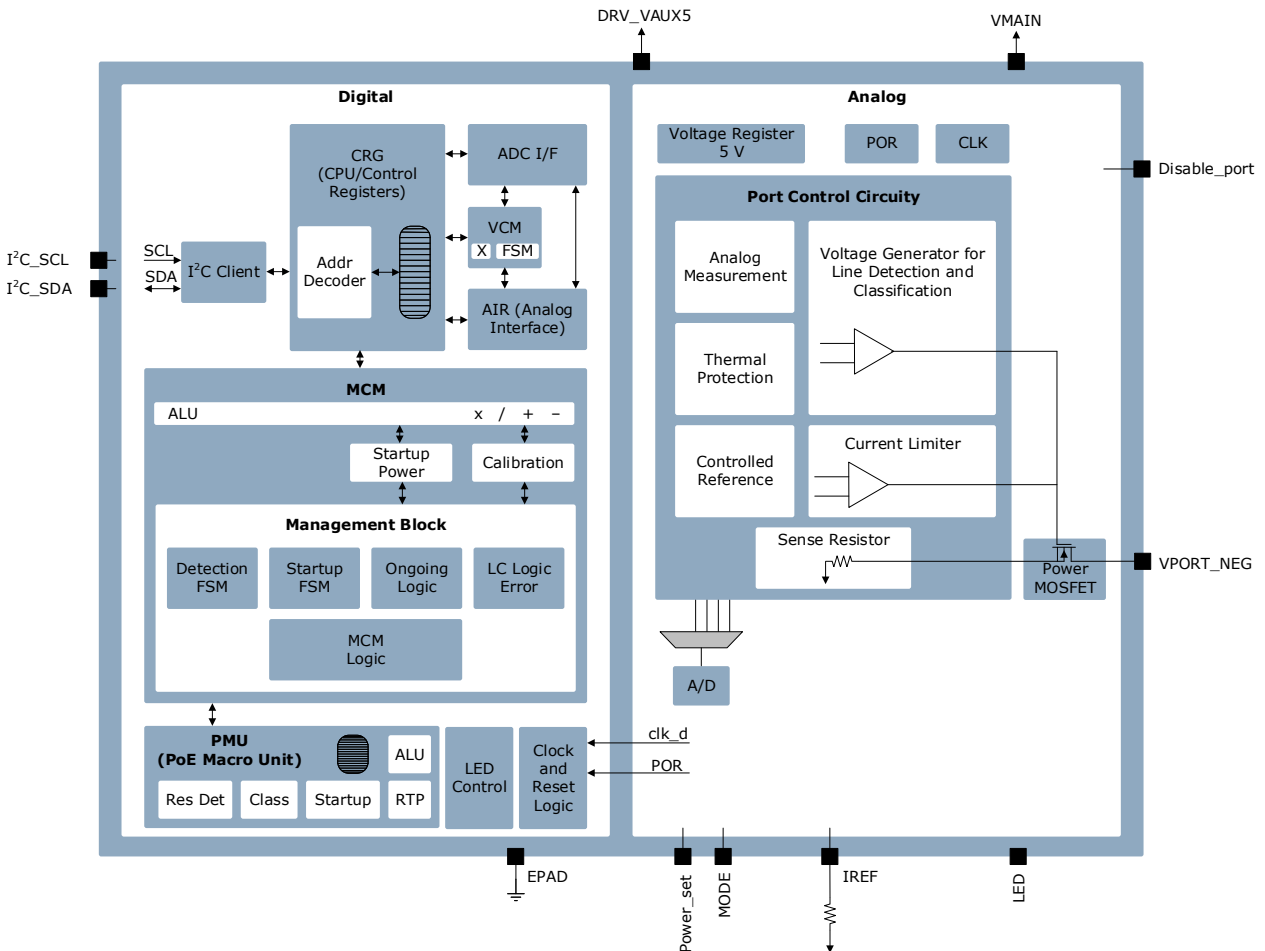 DRV_VAUX5
VMAIN
Digital
Analog
Voltage Register
5 V
POR
CLK
CRG
(CPU/Control
Registers)
ADC I/F
Disable_port
Port Control Circuity
VCM
X FSM
Analog
Measurement
Voltage Generator for
Line Detection and
Classification
I²C_SCL
SCL
I²C_SDA
SDA
I²C Client
Addr
Decoder
AIR (Analog
Interface)
Thermal
Protection
MCM
ALU x / + –
Startup
Power
Calibration
Controlled
Reference
Current Limiter
Management Block
Detection
FSM
Startup
FSM
Ongoing
Logic
LC Logic
Error
Sense Resistor
Power
MOSFET
VPORT_NEG
MCM
Logic
A/D
PMU
(PoE Macro Unit)
ALU
Res Det
Class
Startup
RTP
LED
Control
Clock
and
Reset
Logic
clk_d
POR
EPAD
Power_set
MODE
IREF
LED